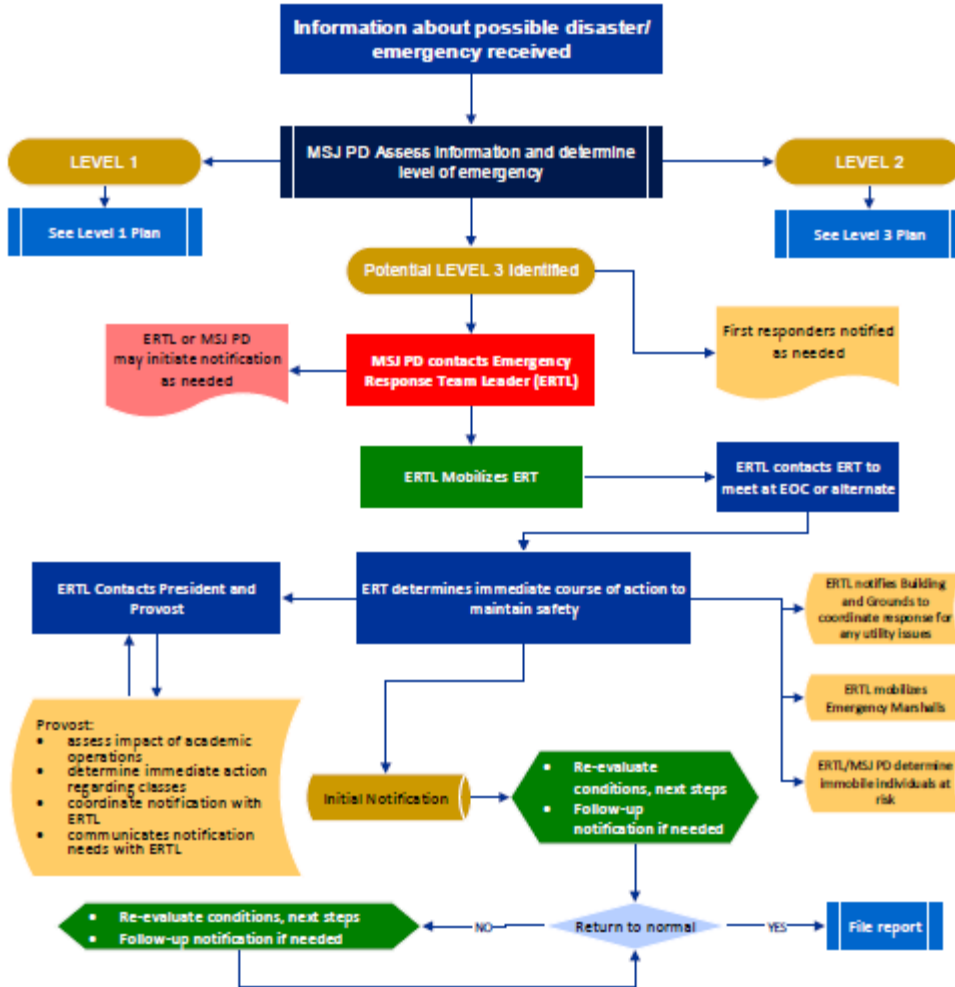 Information about possible disaster/
emergency received
MSJ PD Assess Information and determine
level of emergency
LEVEL 1
LEVEL 2
See Level 1 Plan
See Level 3 Plan
Potential LEVEL 3 Identified
ERTL or MSJ PD
may initiate notification
as needed
MSJ PD contacts Emergency
Response Team Leader (ERTL)
First responders notified
as needed
ERTL Mobilizes ERT
ERTL contacts ERT to
meet at EOC or alternate
ERTL Contacts President and
Provost
ERT determines immediate course of action to
maintain safety
ERTL notifies Building
and Grounds to
coordinate response for
any utility issues
ERTL mobilizes
Emergency Marshalls
ERTL/MSJ PD determine
immobile individuals at
risk
Provost:
• assess impact of academic
operations
• determine immediate action
regarding classes
• coordinate notification with
ERTL
• communicates notification
needs with ERTL
Initial Notification
• Re-evaluate
conditions, next steps
• Follow-up
notification if needed
• Re-evaluate conditions, next steps
• Follow-up notification if needed
NO
Return to normal
YES
File report